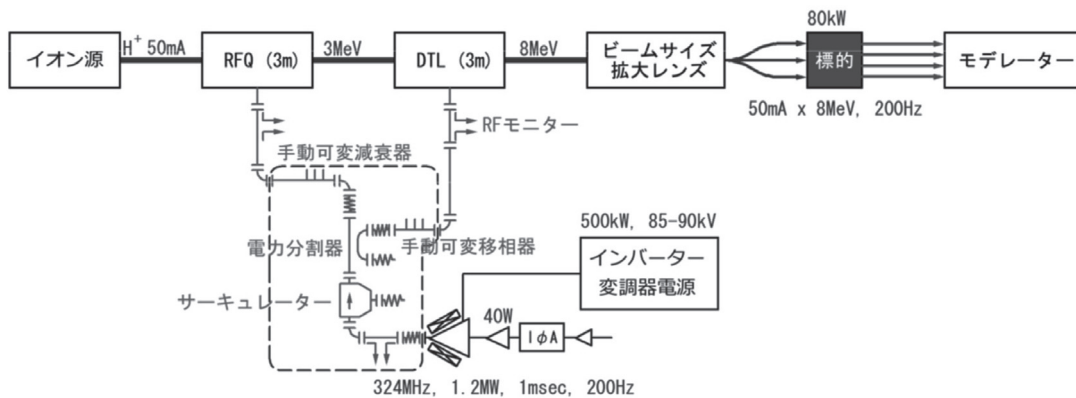 イオン源
H+ 50mA
RFQ (3m)
3MeV
DTL (3m)
8MeV
ビームサイズ
拡大レンズ
80kW
標的
モデレーター
50mA x 8MeV, 200Hz
RFモニター
手動可変減衰器
電力分割器
手動可変移相器
サーキュレーター
500kW, 85-90kV
インバーター
変調器電源
40W
IφA
324MHz, 1.2MW, 1msec, 200Hz